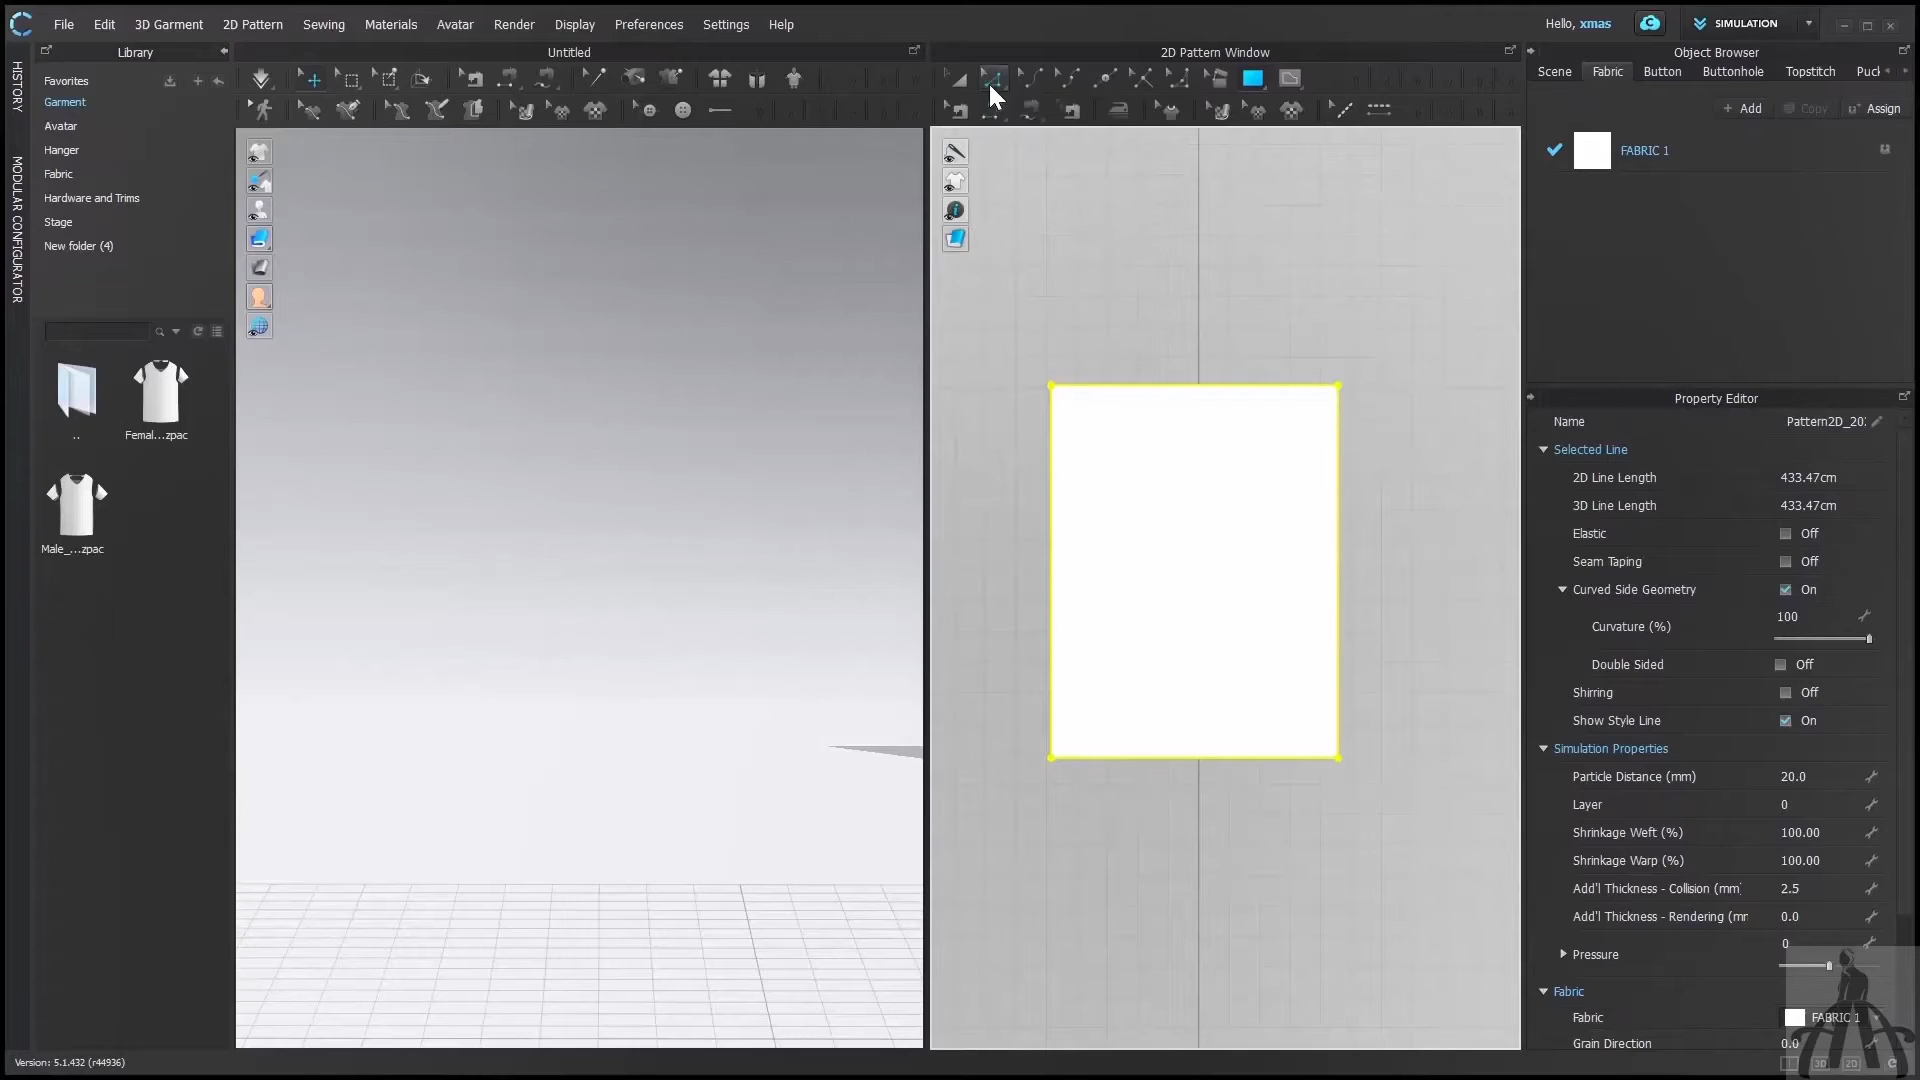 File Edit 3D Garment 2D Pattern Sewing Materials Avatar Render Display Preferences Settings Help
Hello, xmas
SIMULATION
HISTORY
MODULAR CONFIGURATOR
Library
Favorites
Garment
Avatar
Hanger
Fabric
Hardware and Trims
Stage
New folder (4)
..
Femal...zpac
Male_...zpac
Untitled
2D Pattern Window
Object Browser
Scene Fabric Button Buttonhole Topstitch Puck
+ Add Copy Assign
FABRIC 1
Property Editor
Name Pattern2D_20
Selected Line
2D Line Length 433.47cm
3D Line Length 433.47cm
Elastic Off
Seam Taping Off
Curved Side Geometry On
Curvature (%) 100
Double Sided Off
Shirring Off
Show Style Line On
Simulation Properties
Particle Distance (mm) 20.0
Layer 0
Shrinkage Weft (%) 100.00
Shrinkage Warp (%) 100.00
Add'l Thickness - Collision (mm) 2.5
Add'l Thickness - Rendering (mm 0.0
Pressure 0
Fabric
Fabric FABRIC 1
Grain Direction 0.0
3D 2D
Version: 5.1.432 (r44936)